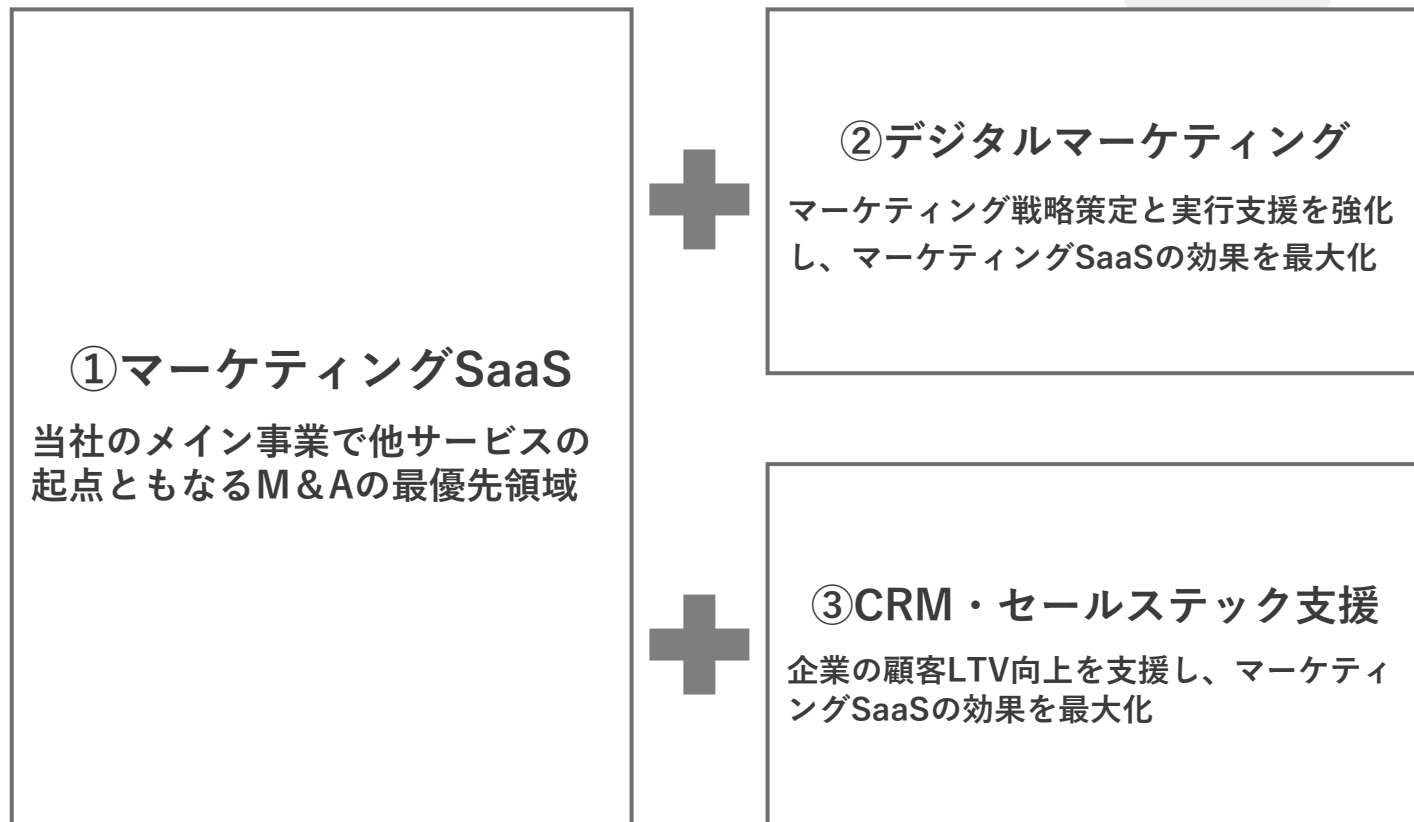 ①マーケティングSaaS
当社のメイン事業で他サービスの
起点ともなるM＆Aの最優先領域
②デジタルマーケティング
マーケティング戦略策定と実行支援を強化
し、マーケティングSaaSの効果を最大化
③CRM・セールステック支援
企業の顧客LTV向上を支援し、マーケティ
ングSaaSの効果を最大化